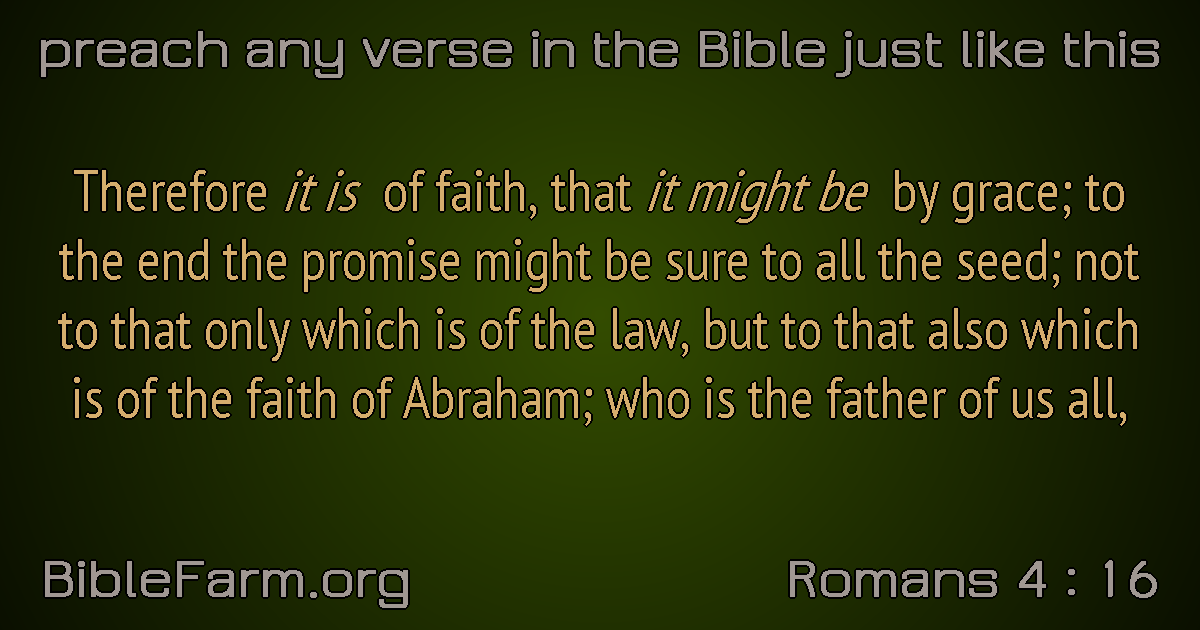 preach any verse in the Bible just like this
Therefore it is of faith, that it might be by grace; to
the end the promise might be sure to all the seed; not
to that only which is of the law, but to that also which
is of the faith of Abraham; who is the father of us all,
BibleFarm.org
Romans 4 : 16